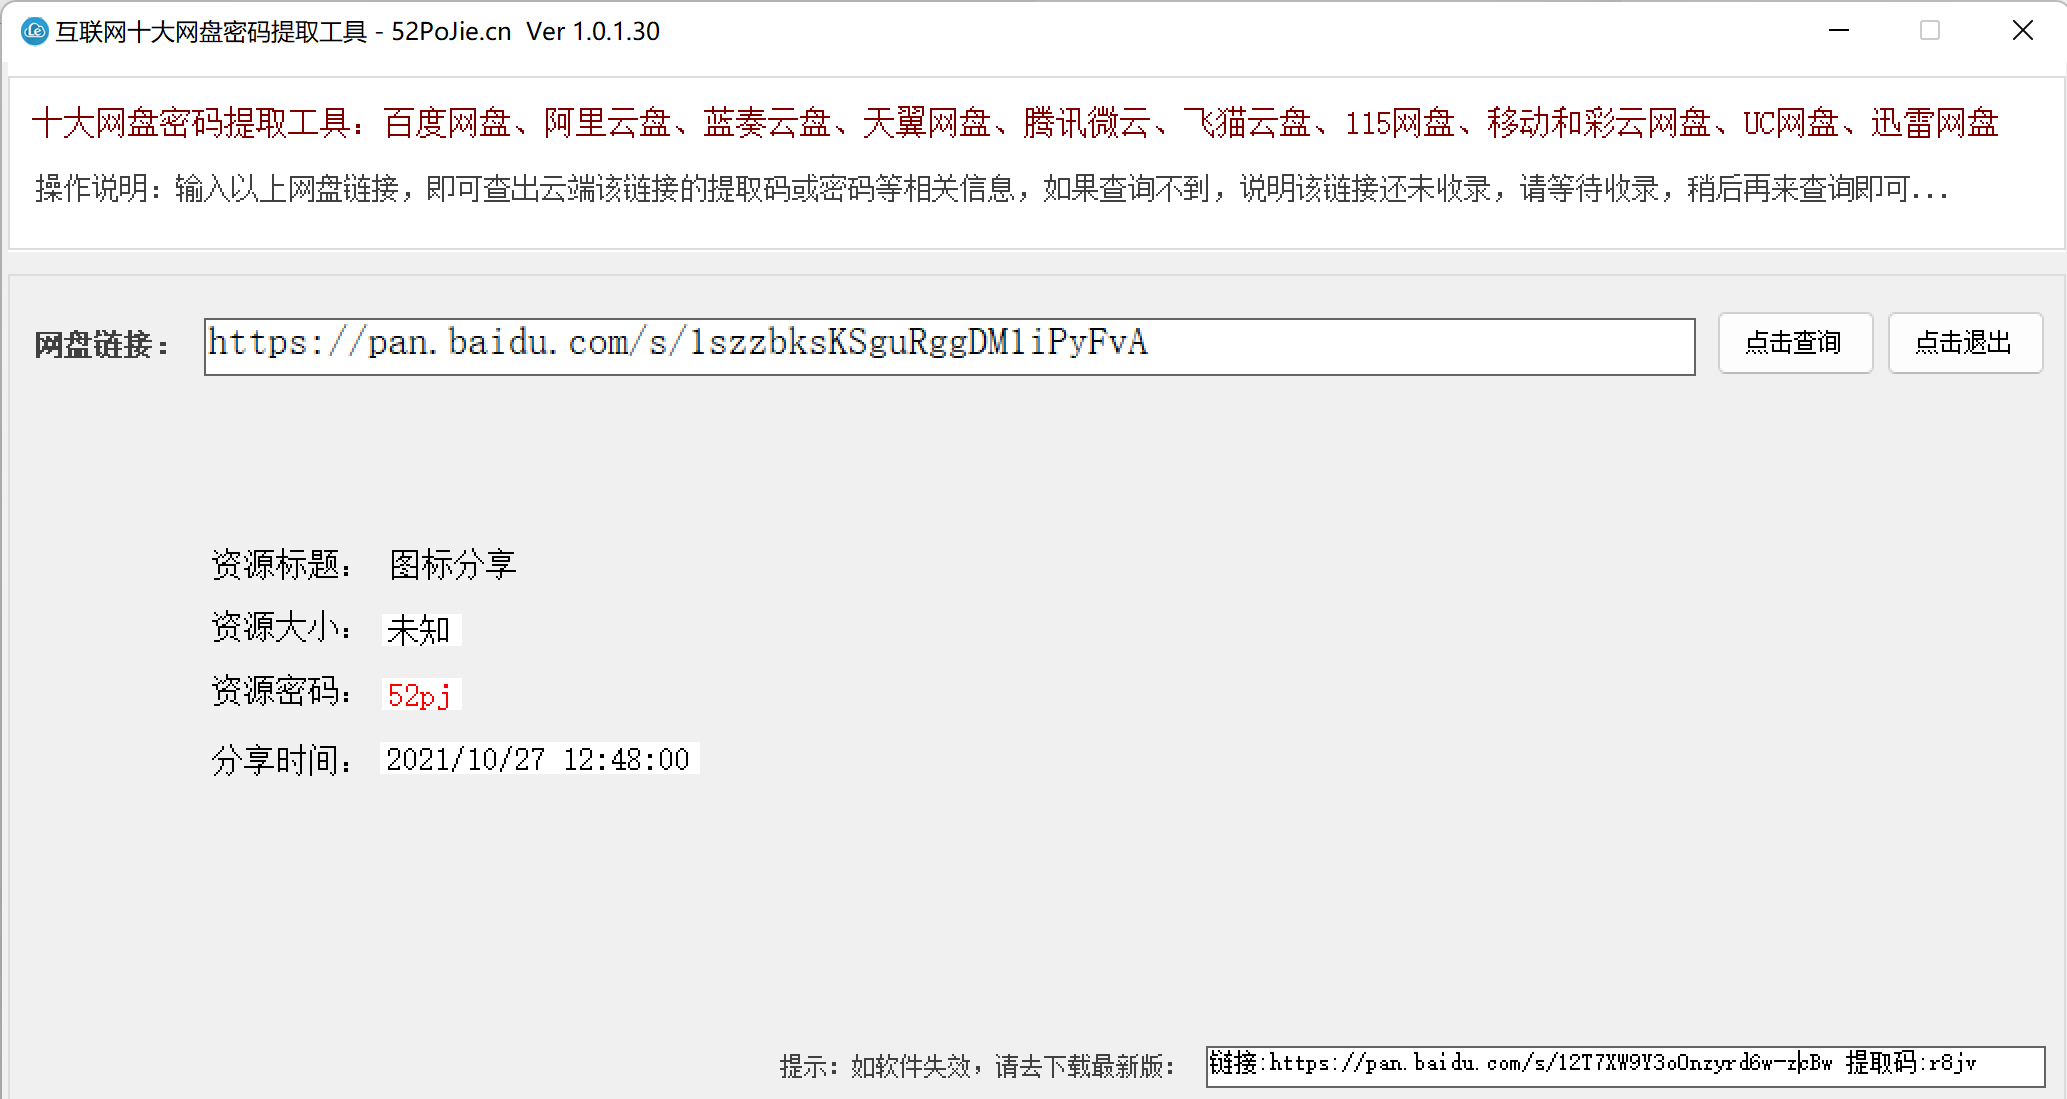 互联网十大网盘密码提取工具 - 52PoJie.cn  Ver 1.0.1.30
十大网盘密码提取工具：百度网盘、阿里云盘、蓝奏云盘、天翼网盘、腾讯微云、飞猫云盘、115网盘、移动和彩云网盘、UC网盘、迅雷网盘
操作说明：输入以上网盘链接，即可查出云端该链接的提取码或密码等相关信息，如果查询不到，说明该链接还未收录，请等待收录，稍后再来查询即可...
网盘链接： https://pan.baidu.com/s/1szzbksKSguRggDM1iPyFvA 点击查询 点击退出
资源标题： 图标分享
资源大小： 未知
资源密码： 52pj
分享时间： 2021/10/27 12:48:00
提示：如软件失效，请去下载最新版： 链接:https://pan.baidu.com/s/12T7XW9Y3oOnzyrd6w-zcBw 提取码:r8jv